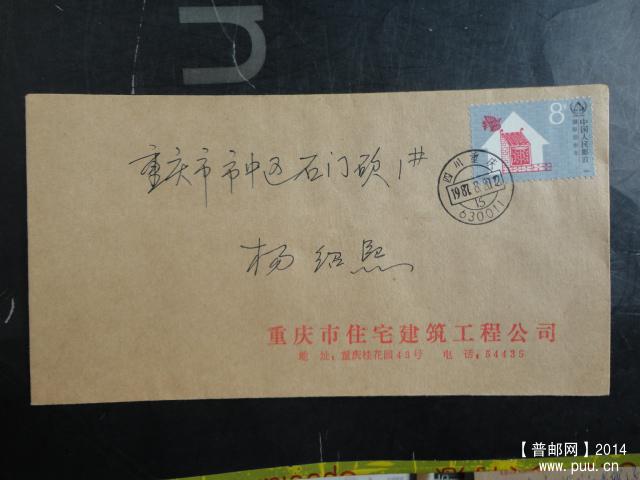 8分
中国人民邮政
四川重庆
1987.8.20.12
15
630011
重庆市市中区石门坎1#
杨绍熙
重庆市住宅建筑工程公司
地 址:重庆桂花园43号 电 话:54435
【普邮网】2014
www.puu.cn